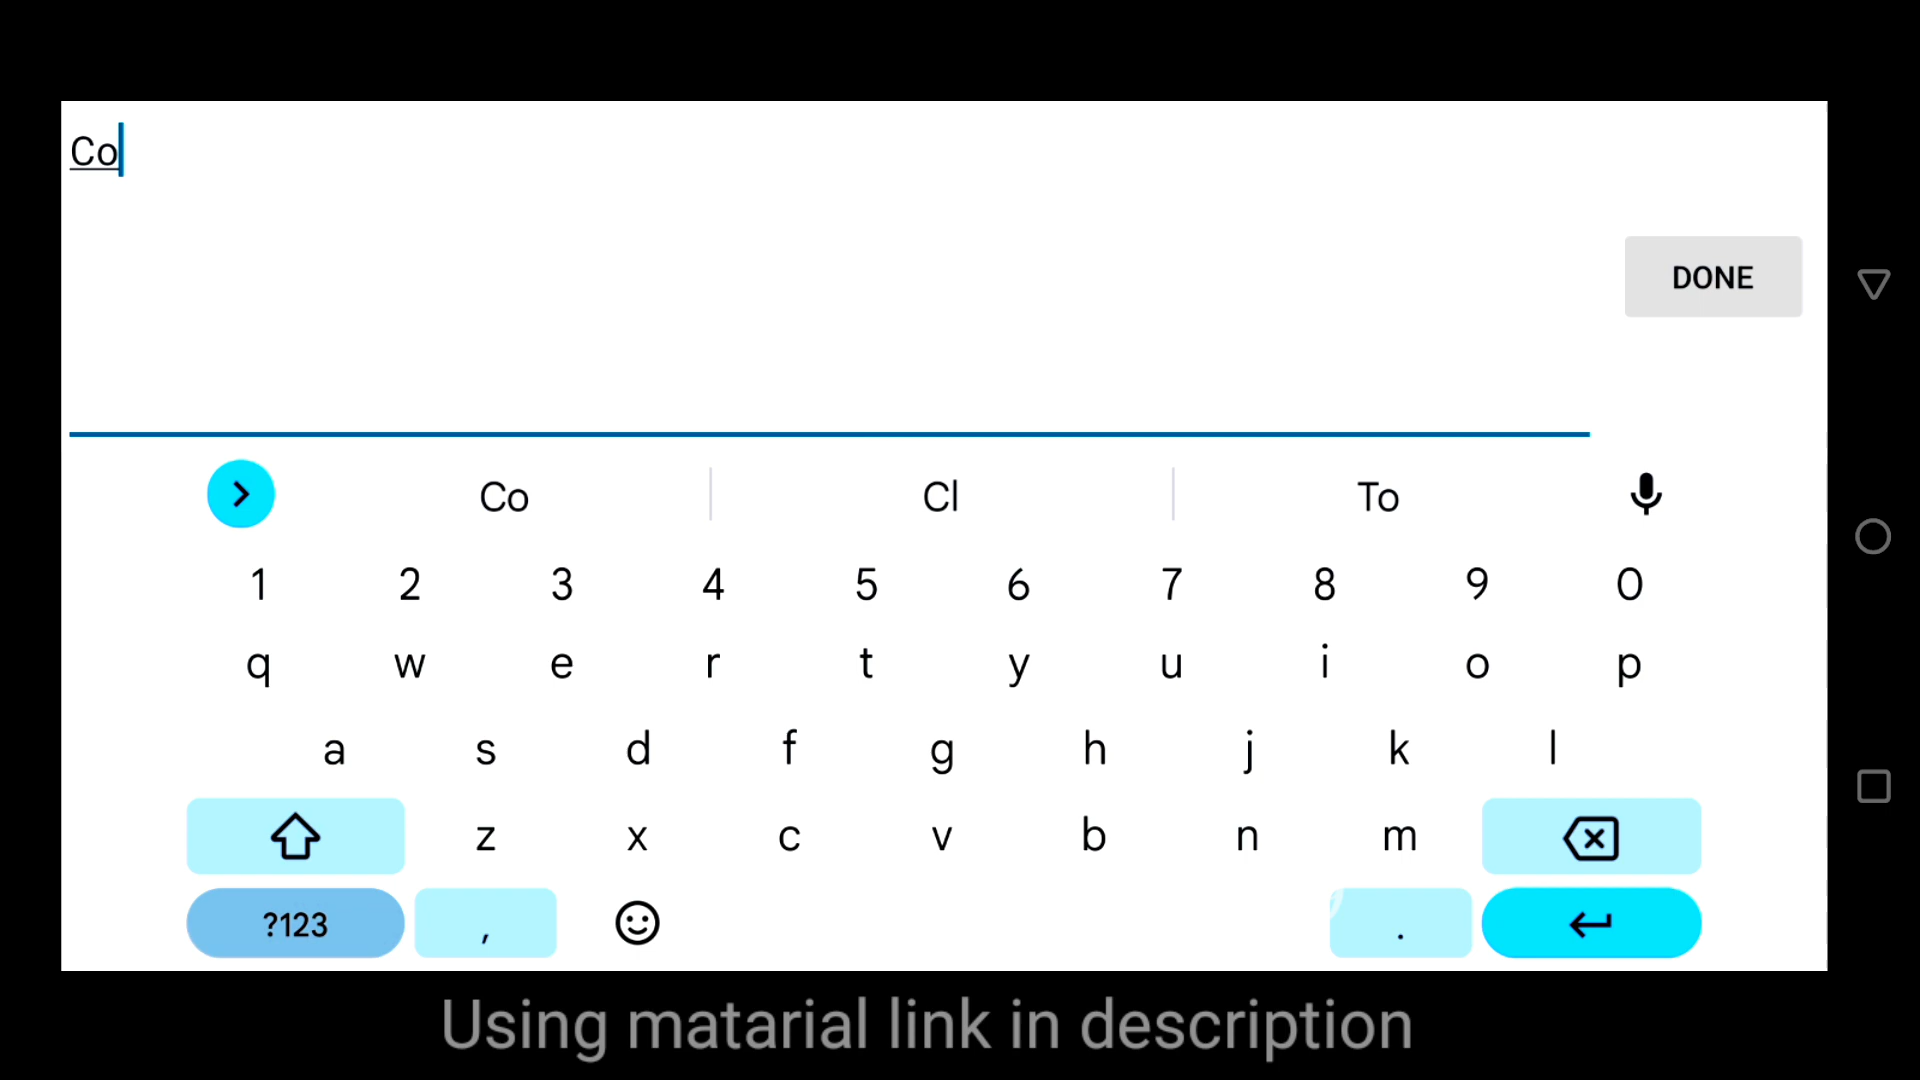 Co
DONE
Co Cl To
1 2 3 4 5 6 7 8 9 0
q w e r t y u i o p
a s d f g h j k l
z x c v b n m
?123 , .
Using matarial link in description